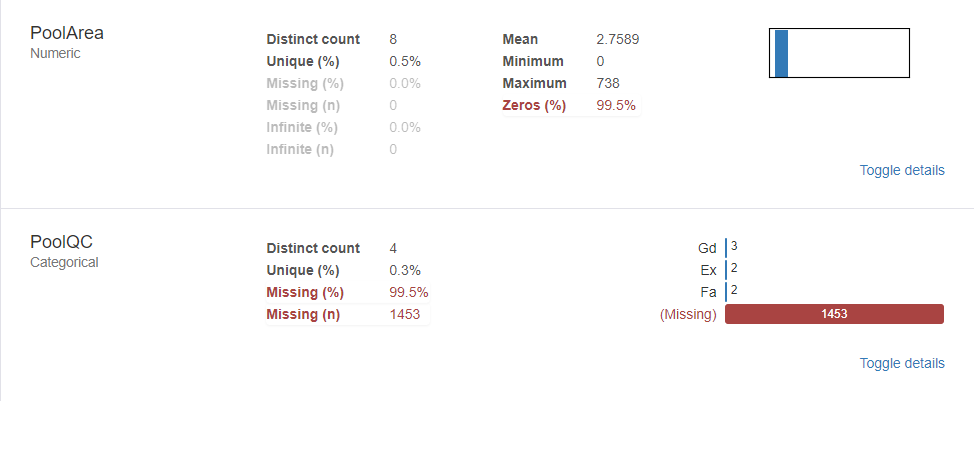 PoolArea
Numeric
Distinct count 8
Unique (%) 0.5%
Missing (%) 0.0%
Missing (n) 0
Infinite (%) 0.0%
Infinite (n) 0
Mean 2.7589
Minimum 0
Maximum 738
Zeros (%) 99.5%
Toggle details
PoolQC
Categorical
Distinct count 4
Unique (%) 0.3%
Missing (%) 99.5%
Missing (n) 1453
Gd 3
Ex 2
Fa 2
(Missing) 1453
Toggle details